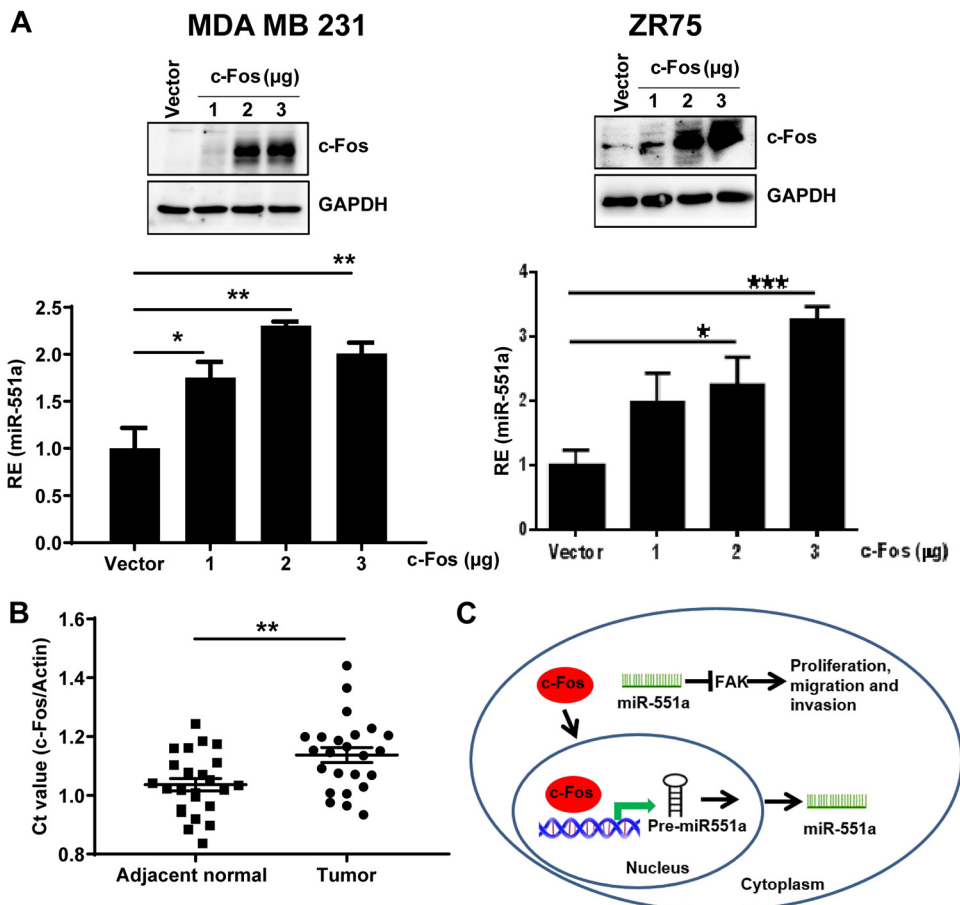 A
MDA MB 231
ZR75
Vector
c-Fos (µg)
1 2 3
c-Fos
GAPDH
Vector
c-Fos (µg)
1 2 3
c-Fos
GAPDH
**
**
*
RE (miR-551a)
2.5
2.0
1.5
1.0
0.5
0.0
Vector 1 2 3 c-Fos (µg)
***
*
RE (miR-551a)
4
3
2
1
0
Vector 1 2 3 c-Fos (µg)
B
**
Ct value (c-Fos/Actin)
1.6
1.4
1.2
1.0
0.8
Adjacent normal Tumor
C
c-Fos
miR-551a
FAK
Proliferation,
migration and
invasion
c-Fos
Pre-miR551a
miR-551a
Nucleus
Cytoplasm